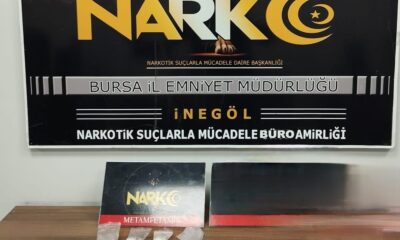 NARKO
NARKOTİK SUÇLARLA MÜCADELE DAİRE BAŞKANLIĞI
BURSA İL EMNİYET MÜDÜRLÜĞÜ
İNEGÖL
NARKOTİK SUÇLARLA MÜCADELE BÜRO AMİRLİĞİ
NARKO
METAMFETAMİN